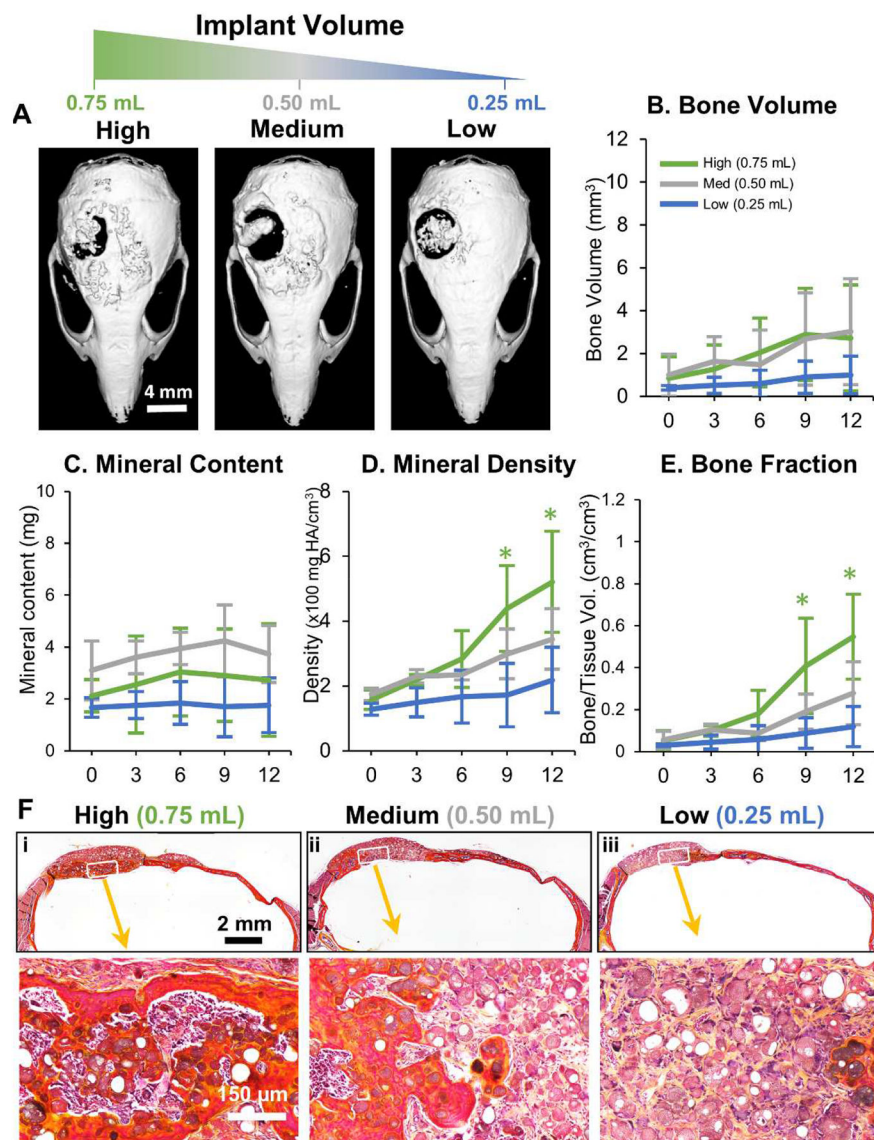 Implant Volume
0.75 mL 0.50 mL 0.25 mL
A
High Medium Low
4 mm
B. Bone Volume
Bone Volume (mm³)
12
10
8
6
4
2
0
High (0.75 mL)
Med (0.50 mL)
Low (0.25 mL)
0 3 6 9 12
C. Mineral Content
Mineral content (mg)
10
8
6
4
2
0
0 3 6 9 12
D. Mineral Density
Density (x100 mg HA/cm³)
8
6
4
2
0
* *
0 3 6 9 12
E. Bone Fraction
Bone/Tissue Vol. (cm³/cm³)
1.2
1
0.8
0.6
0.4
0.2
0
* *
0 3 6 9 12
F
High (0.75 mL) Medium (0.50 mL) Low (0.25 mL)
i ii iii
2 mm
150 µm